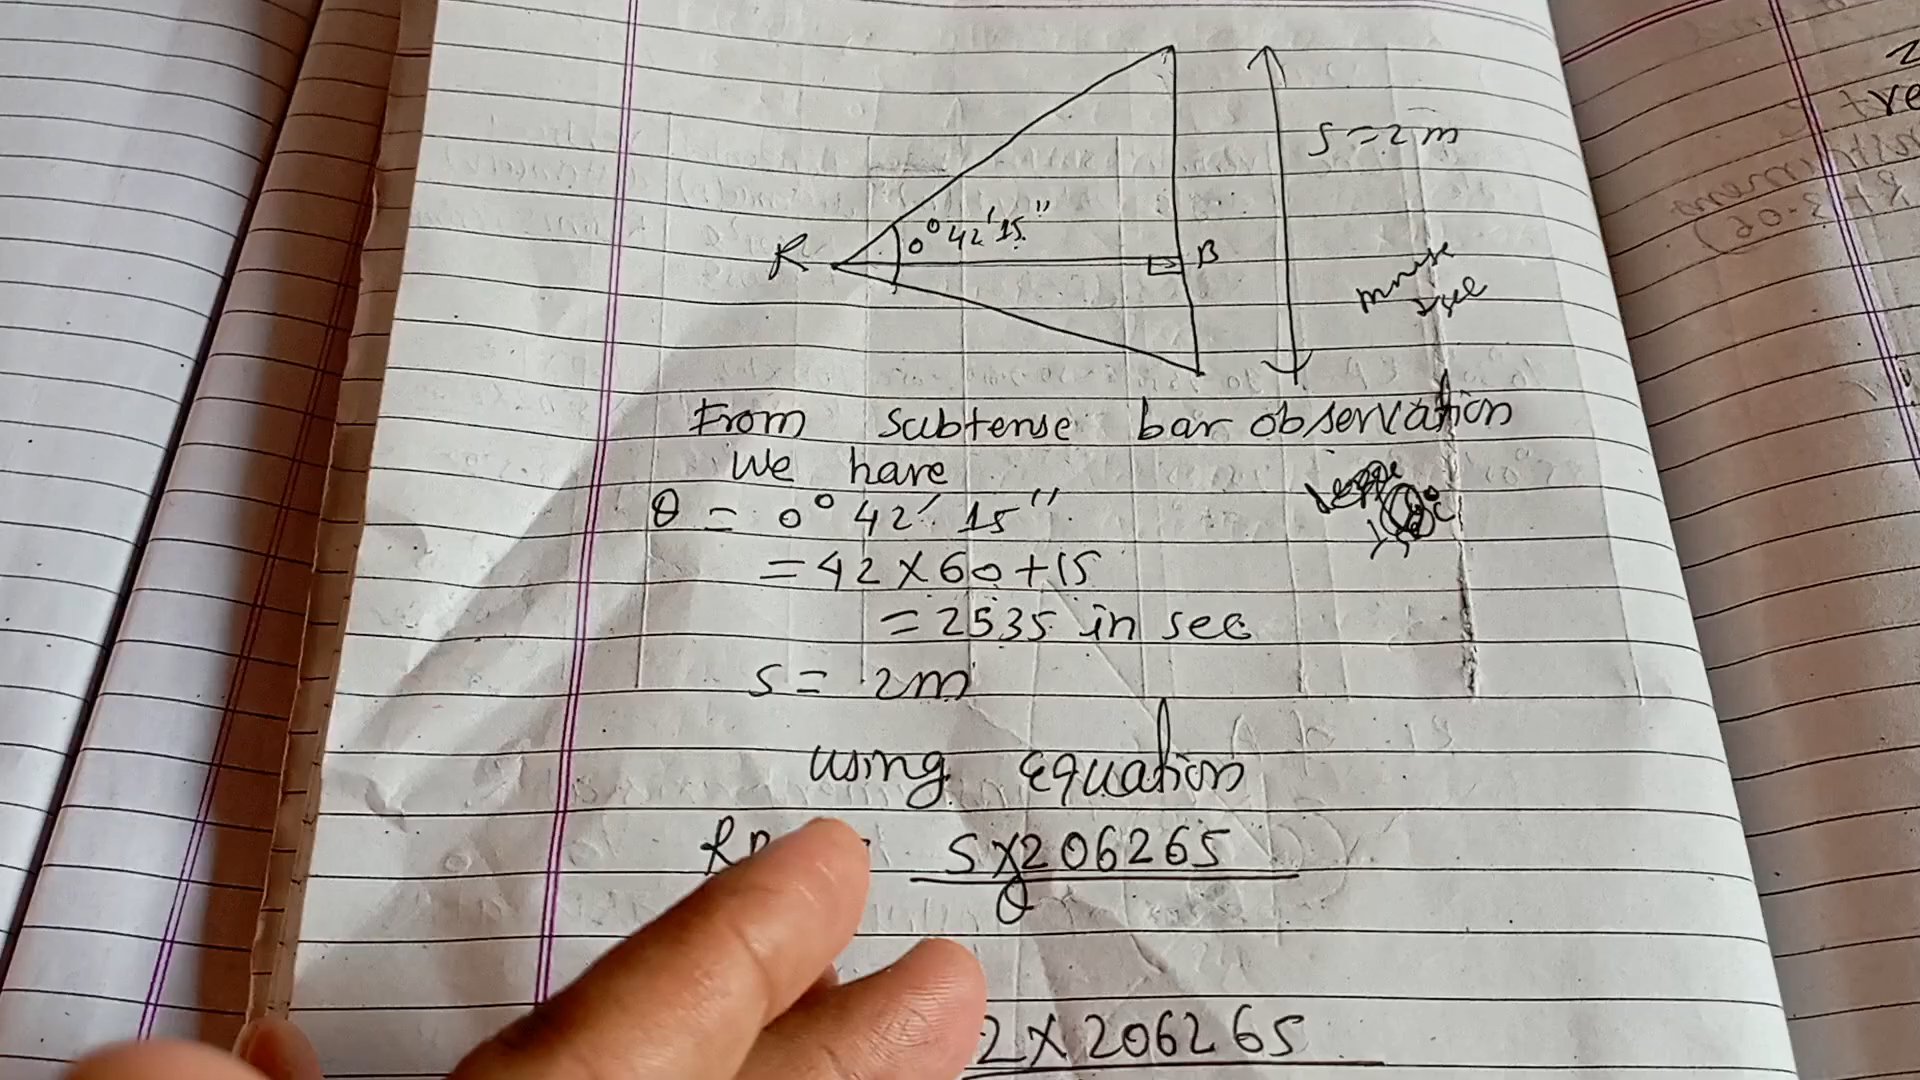 S = 2m
0° 42' 15"
R
B
From subtense bar observation
we have
θ = 0° 42' 15"
= 42 × 60 + 15
= 2535 in sec
S = 2m
using equation
S × 206265
θ
2 × 206265